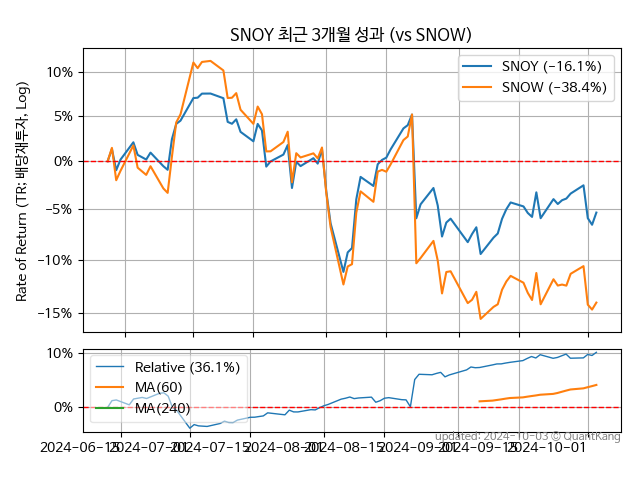 SNOY 최근 3개월 성과 (vs SNOW)
Rate of Return (TR: 배당재투자, Log)
10%
5%
0%
−5%
−10%
−15%
SNOY (−16.1%)
SNOW (−38.4%)
10%
0%
Relative (36.1%)
MA(60)
MA(240)
2024-06-15
2024-07-01
2024-07-15
2024-08-01
2024-08-15
2024-09-01
2024-09-15
2024-10-01
updated: 2024-10-03 © QuantKang